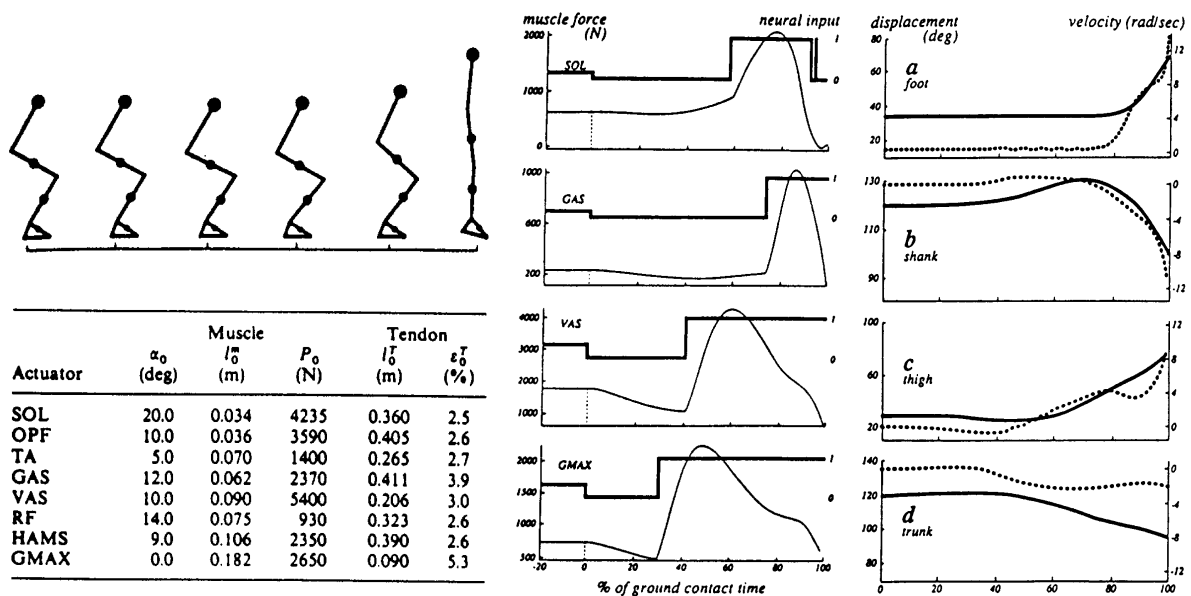 Muscle Tendon
Actuator α₀ (deg) l₀ᵐ (m) P₀ (N) l₀ᵀ (m) ε₀ᵀ (%)
SOL 20.0 0.034 4235 0.360 2.5
OPF 10.0 0.036 3590 0.405 2.6
TA 5.0 0.070 1400 0.265 2.7
GAS 12.0 0.062 2370 0.411 3.9
VAS 10.0 0.090 5400 0.206 3.0
RF 14.0 0.075 930 0.323 2.6
HAMS 9.0 0.106 2350 0.390 2.6
GMAX 0.0 0.182 2650 0.090 5.3
muscle force (N) neural input
2000
1000
0
SOL
1
0
1000
600
200
GAS
1
0
4000
3000
2000
1000
VAS
1
0
2000
1500
1000
500
GMAX
1
0
-20 0 20 40 60 80 100
% of ground contact time
displacement (deg) velocity (rad/sec)
80
60
40
20
a
foot
12
8
4
0
130
110
90
b
shank
0
-4
-8
-12
100
60
20
c
thigh
12
8
4
0
140
120
100
80
d
trunk
0
-4
-8
-12
0 20 40 60 80 100